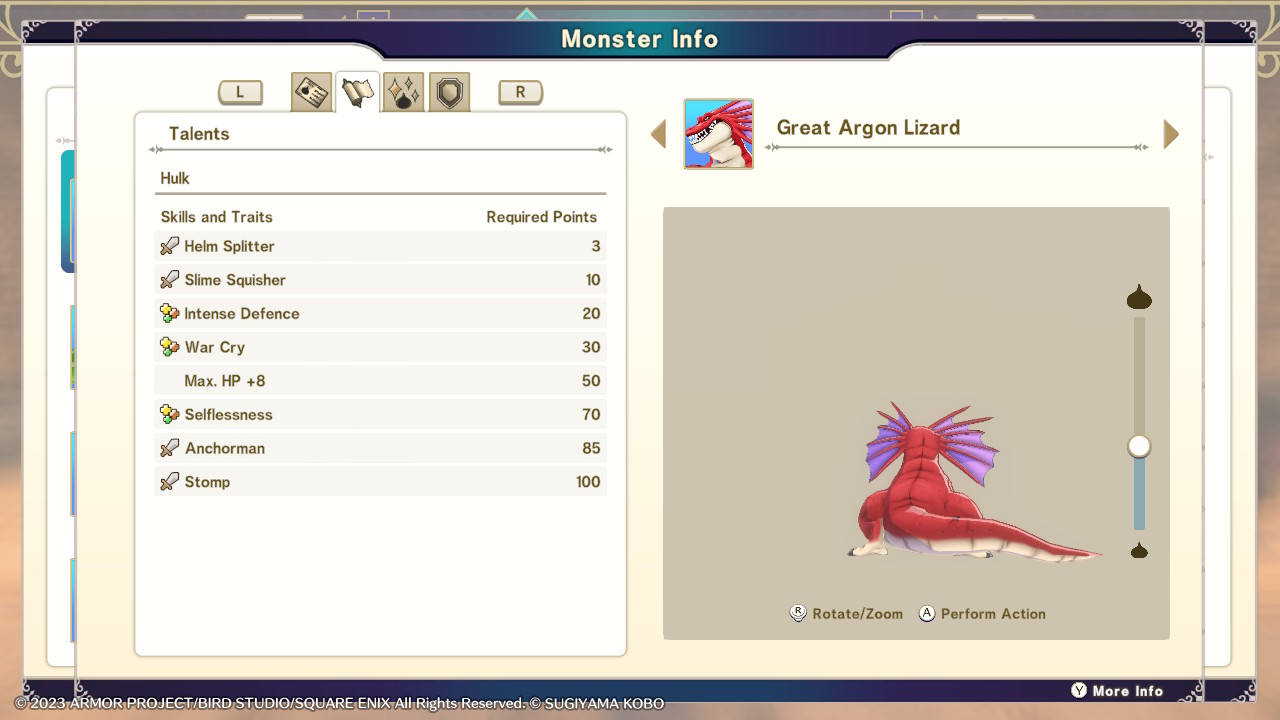 Monster Info
L
R
Talents
Hulk
Skills and Traits Required Points
Helm Splitter 3
Slime Squisher 10
Intense Defence 20
War Cry 30
Max. HP +8 50
Selflessness 70
Anchorman 85
Stomp 100
Great Argon Lizard
R Rotate/Zoom A Perform Action
Y More Info
© 2023 ARMOR PROJECT/BIRD STUDIO/SQUARE ENIX All Rights Reserved. © SUGIYAMA KOBO